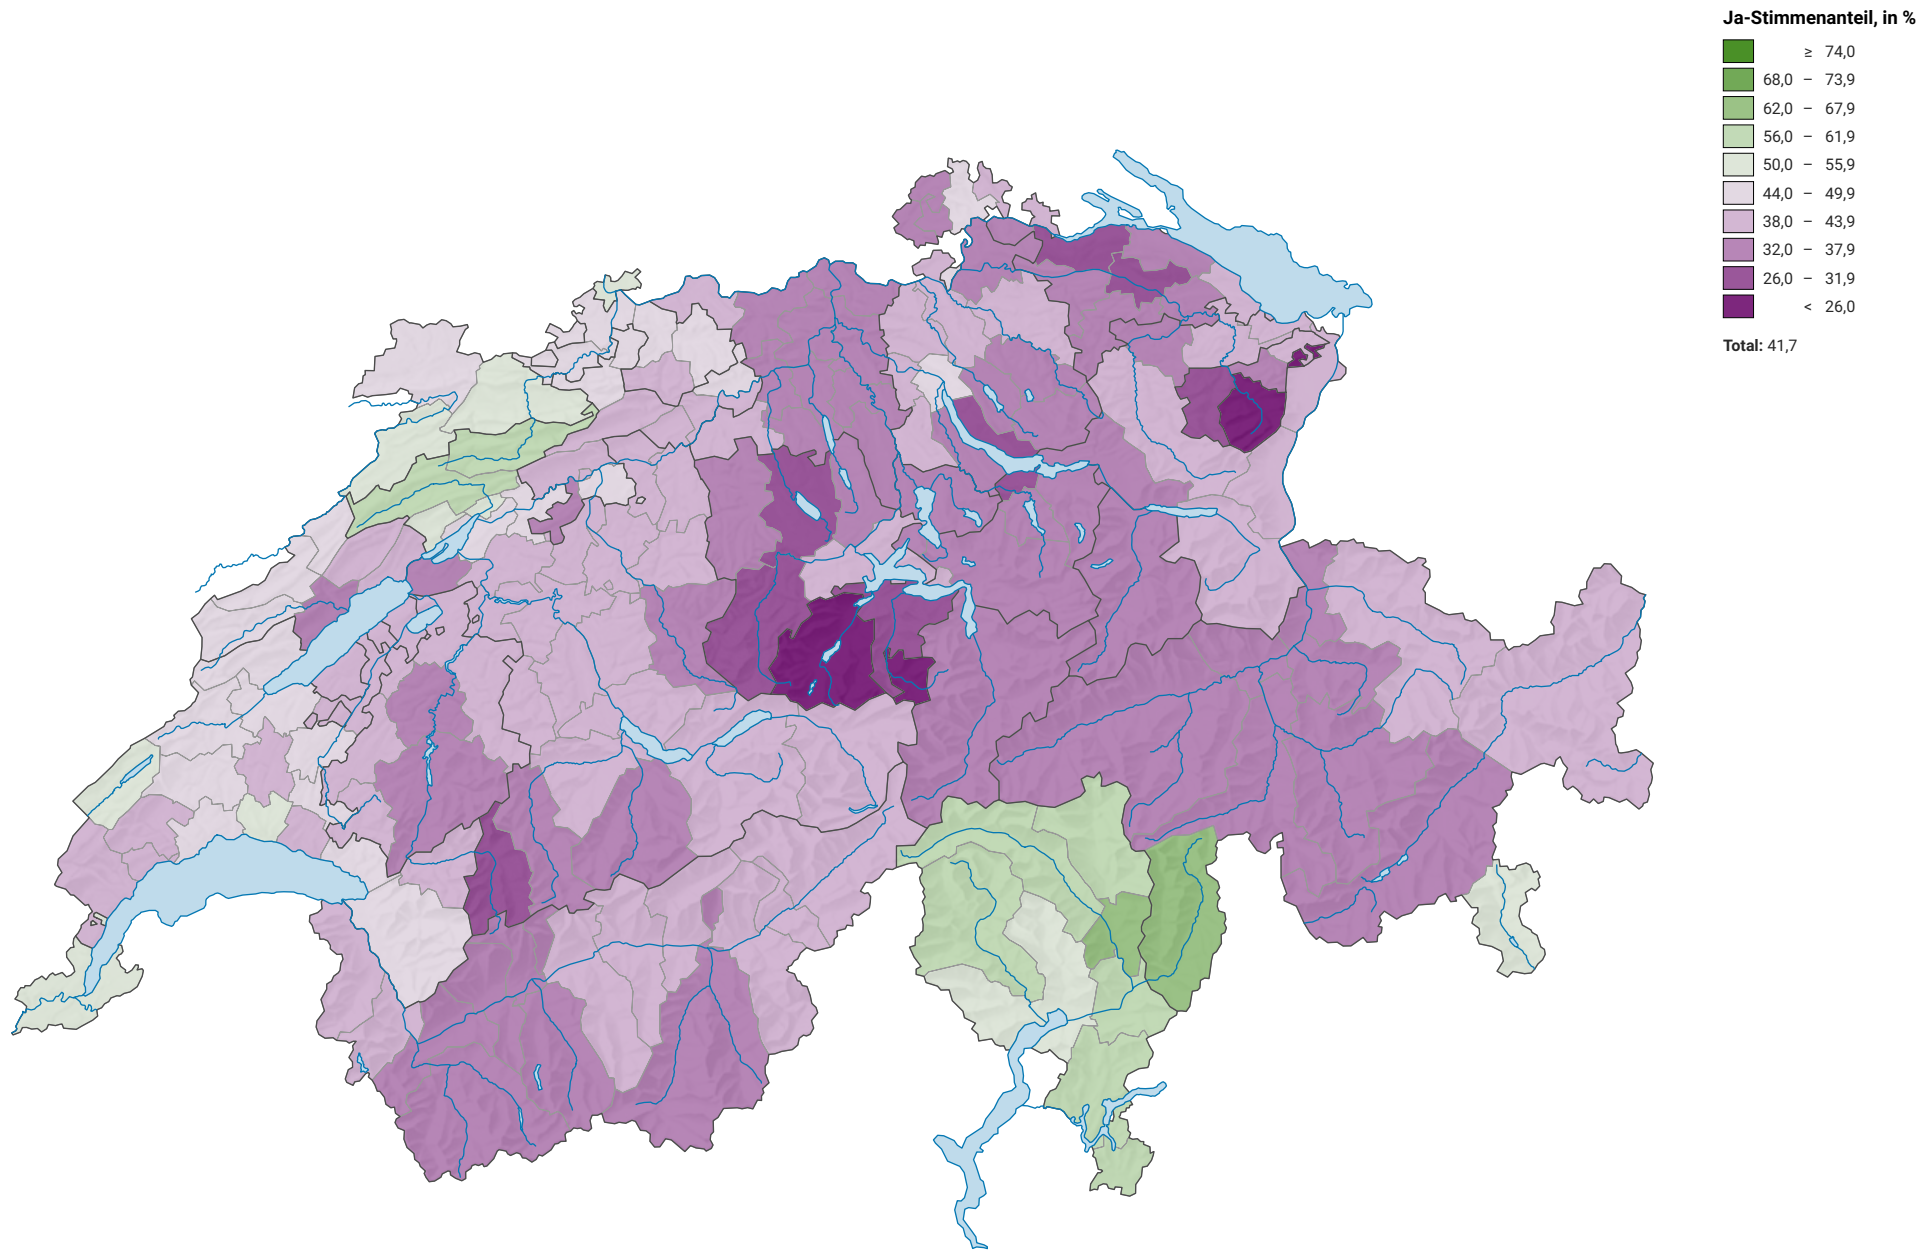 Ja-Stimmenanteil, in %
≥ 74,0
68,0 – 73,9
62,0 – 67,9
56,0 – 61,9
50,0 – 55,9
44,0 – 49,9
38,0 – 43,9
32,0 – 37,9
26,0 – 31,9
< 26,0
Total: 41,7